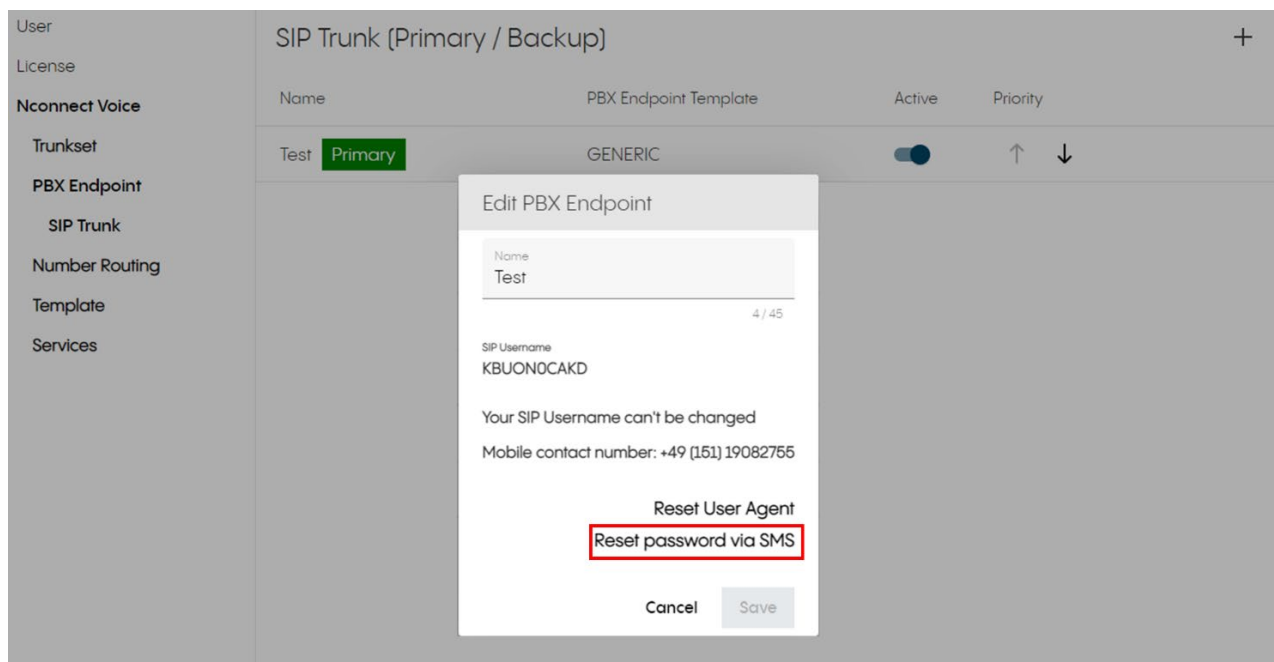 User
License
Nconnect Voice
Trunkset
PBX Endpoint
SIP Trunk
Number Routing
Template
Services
SIP Trunk (Primary / Backup)
Name PBX Endpoint Template Active Priority
Test Primary GENERIC
Edit PBX Endpoint
Name
Test
4 / 45
SIP Username
KBUON0CAKD
Your SIP Username can't be changed
Mobile contact number: +49 (151) 19082755
Reset User Agent
Reset password via SMS
Cancel Save